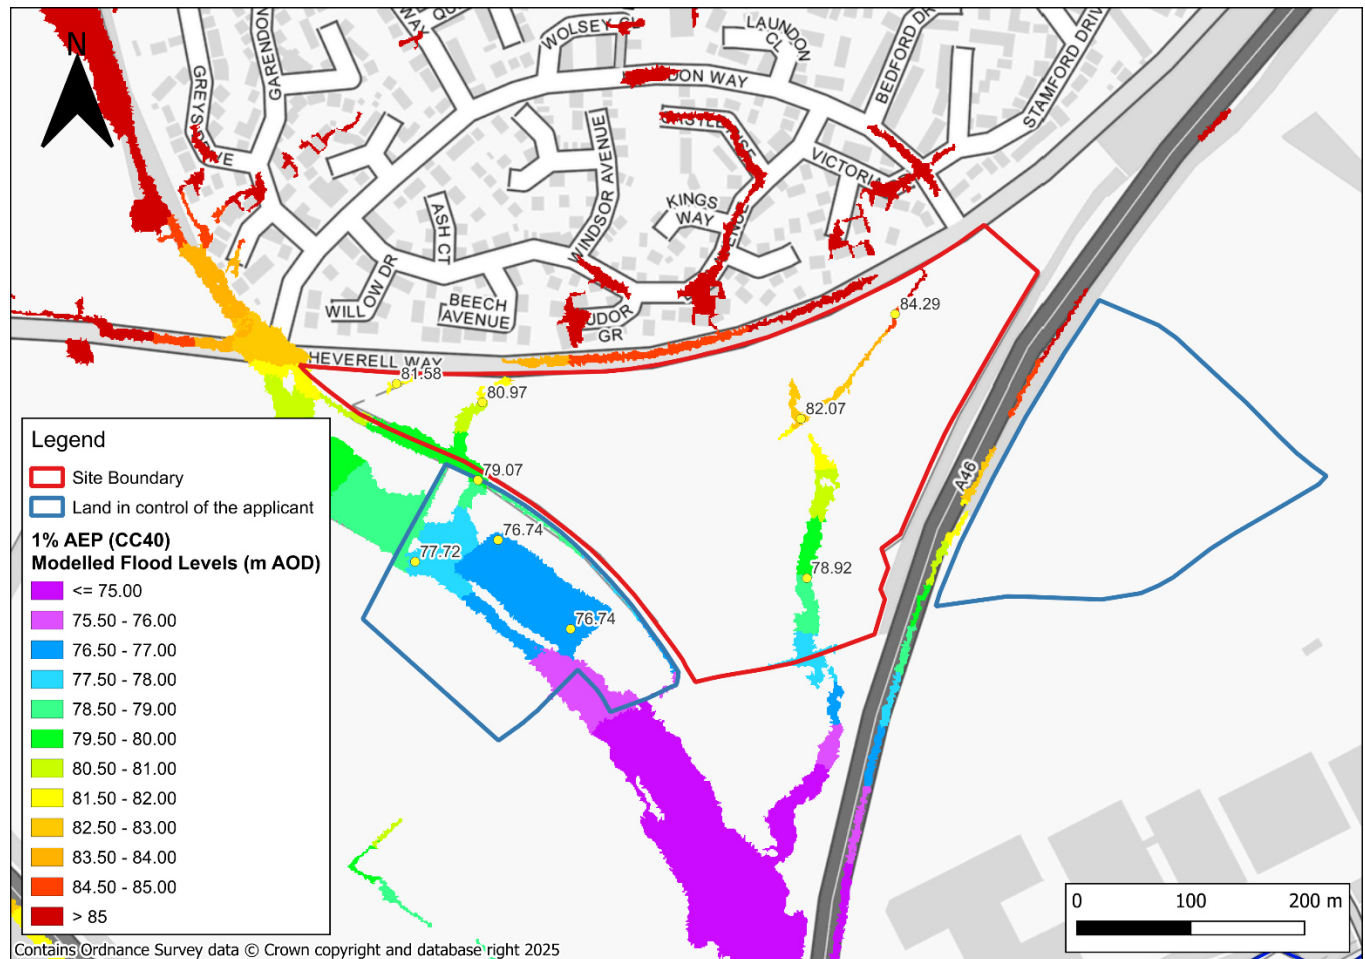 N
WAY
QU
WOLSEY
LAUNDON
CL
BEDFORD DR
STAMFORD DRIV
GARENDON
GREYS
DON WAY
CASTLE
VICTORIA
WINDSOR AVENUE
KINGS
WAY
AVENUE
ASH CT
WILLOW DR
BEECH
AVENUE
UDOR
GR
HEVERELL WAY
84.29
81.58
80.97
82.07
79.07
A46
76.74
77.72
78.92
76.74
Legend
Site Boundary
Land in control of the applicant
1% AEP (CC40)
Modelled Flood Levels (m AOD)
<= 75.00
75.50 - 76.00
76.50 - 77.00
77.50 - 78.00
78.50 - 79.00
79.50 - 80.00
80.50 - 81.00
81.50 - 82.00
82.50 - 83.00
83.50 - 84.00
84.50 - 85.00
> 85
0 100 200 m
Contains Ordnance Survey data © Crown copyright and database right 2025